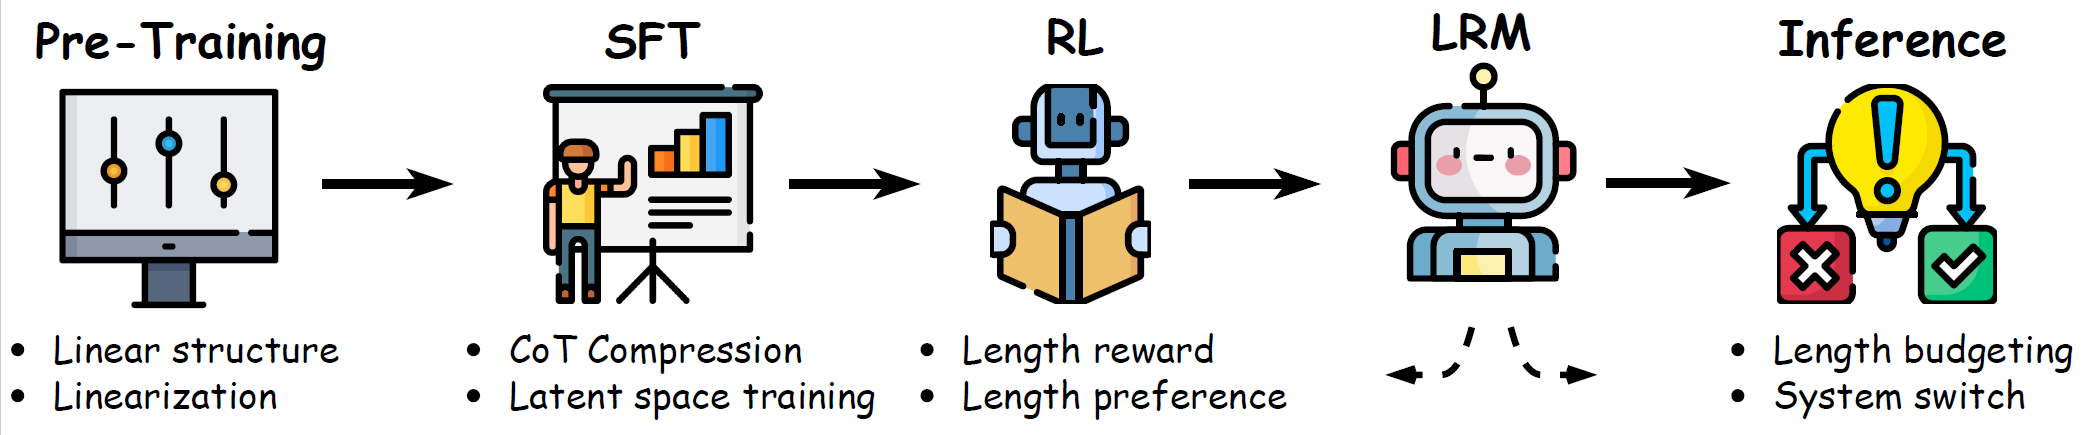 Pre-Training
SFT
RL
LRM
Inference
• Linear structure
• Linearization
• CoT Compression
• Latent space training
• Length reward
• Length preference
• Length budgeting
• System switch